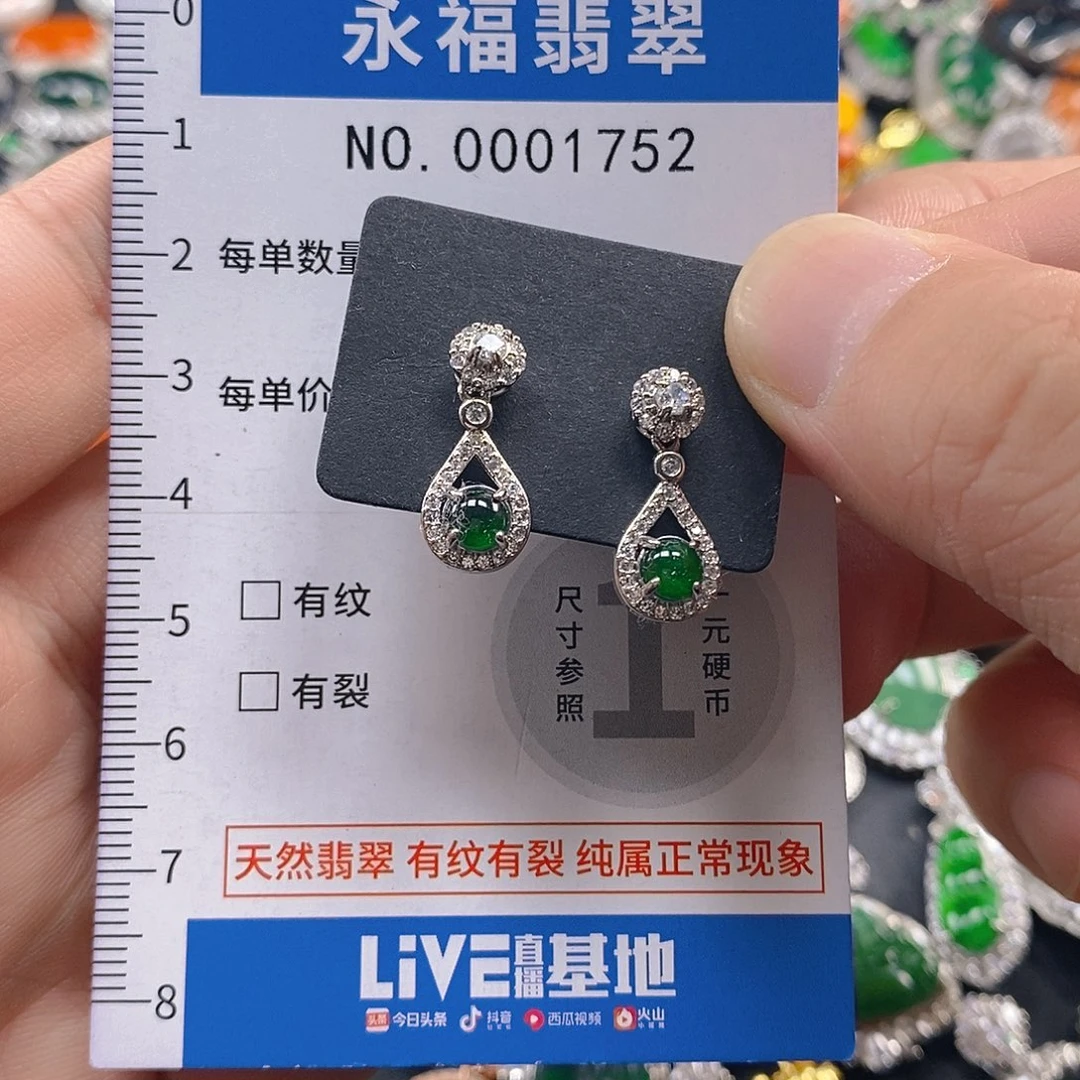 0
永福翡翠
1
NO. 0001752
2
每单数量
3
每单价
4
有纹
5
有裂
尺寸参照
1
元硬币
6
天然翡翠 有纹有裂 纯属正常现象
7
LiVE直播基地
8
头条 今日头条 抖音 西瓜视频 火山